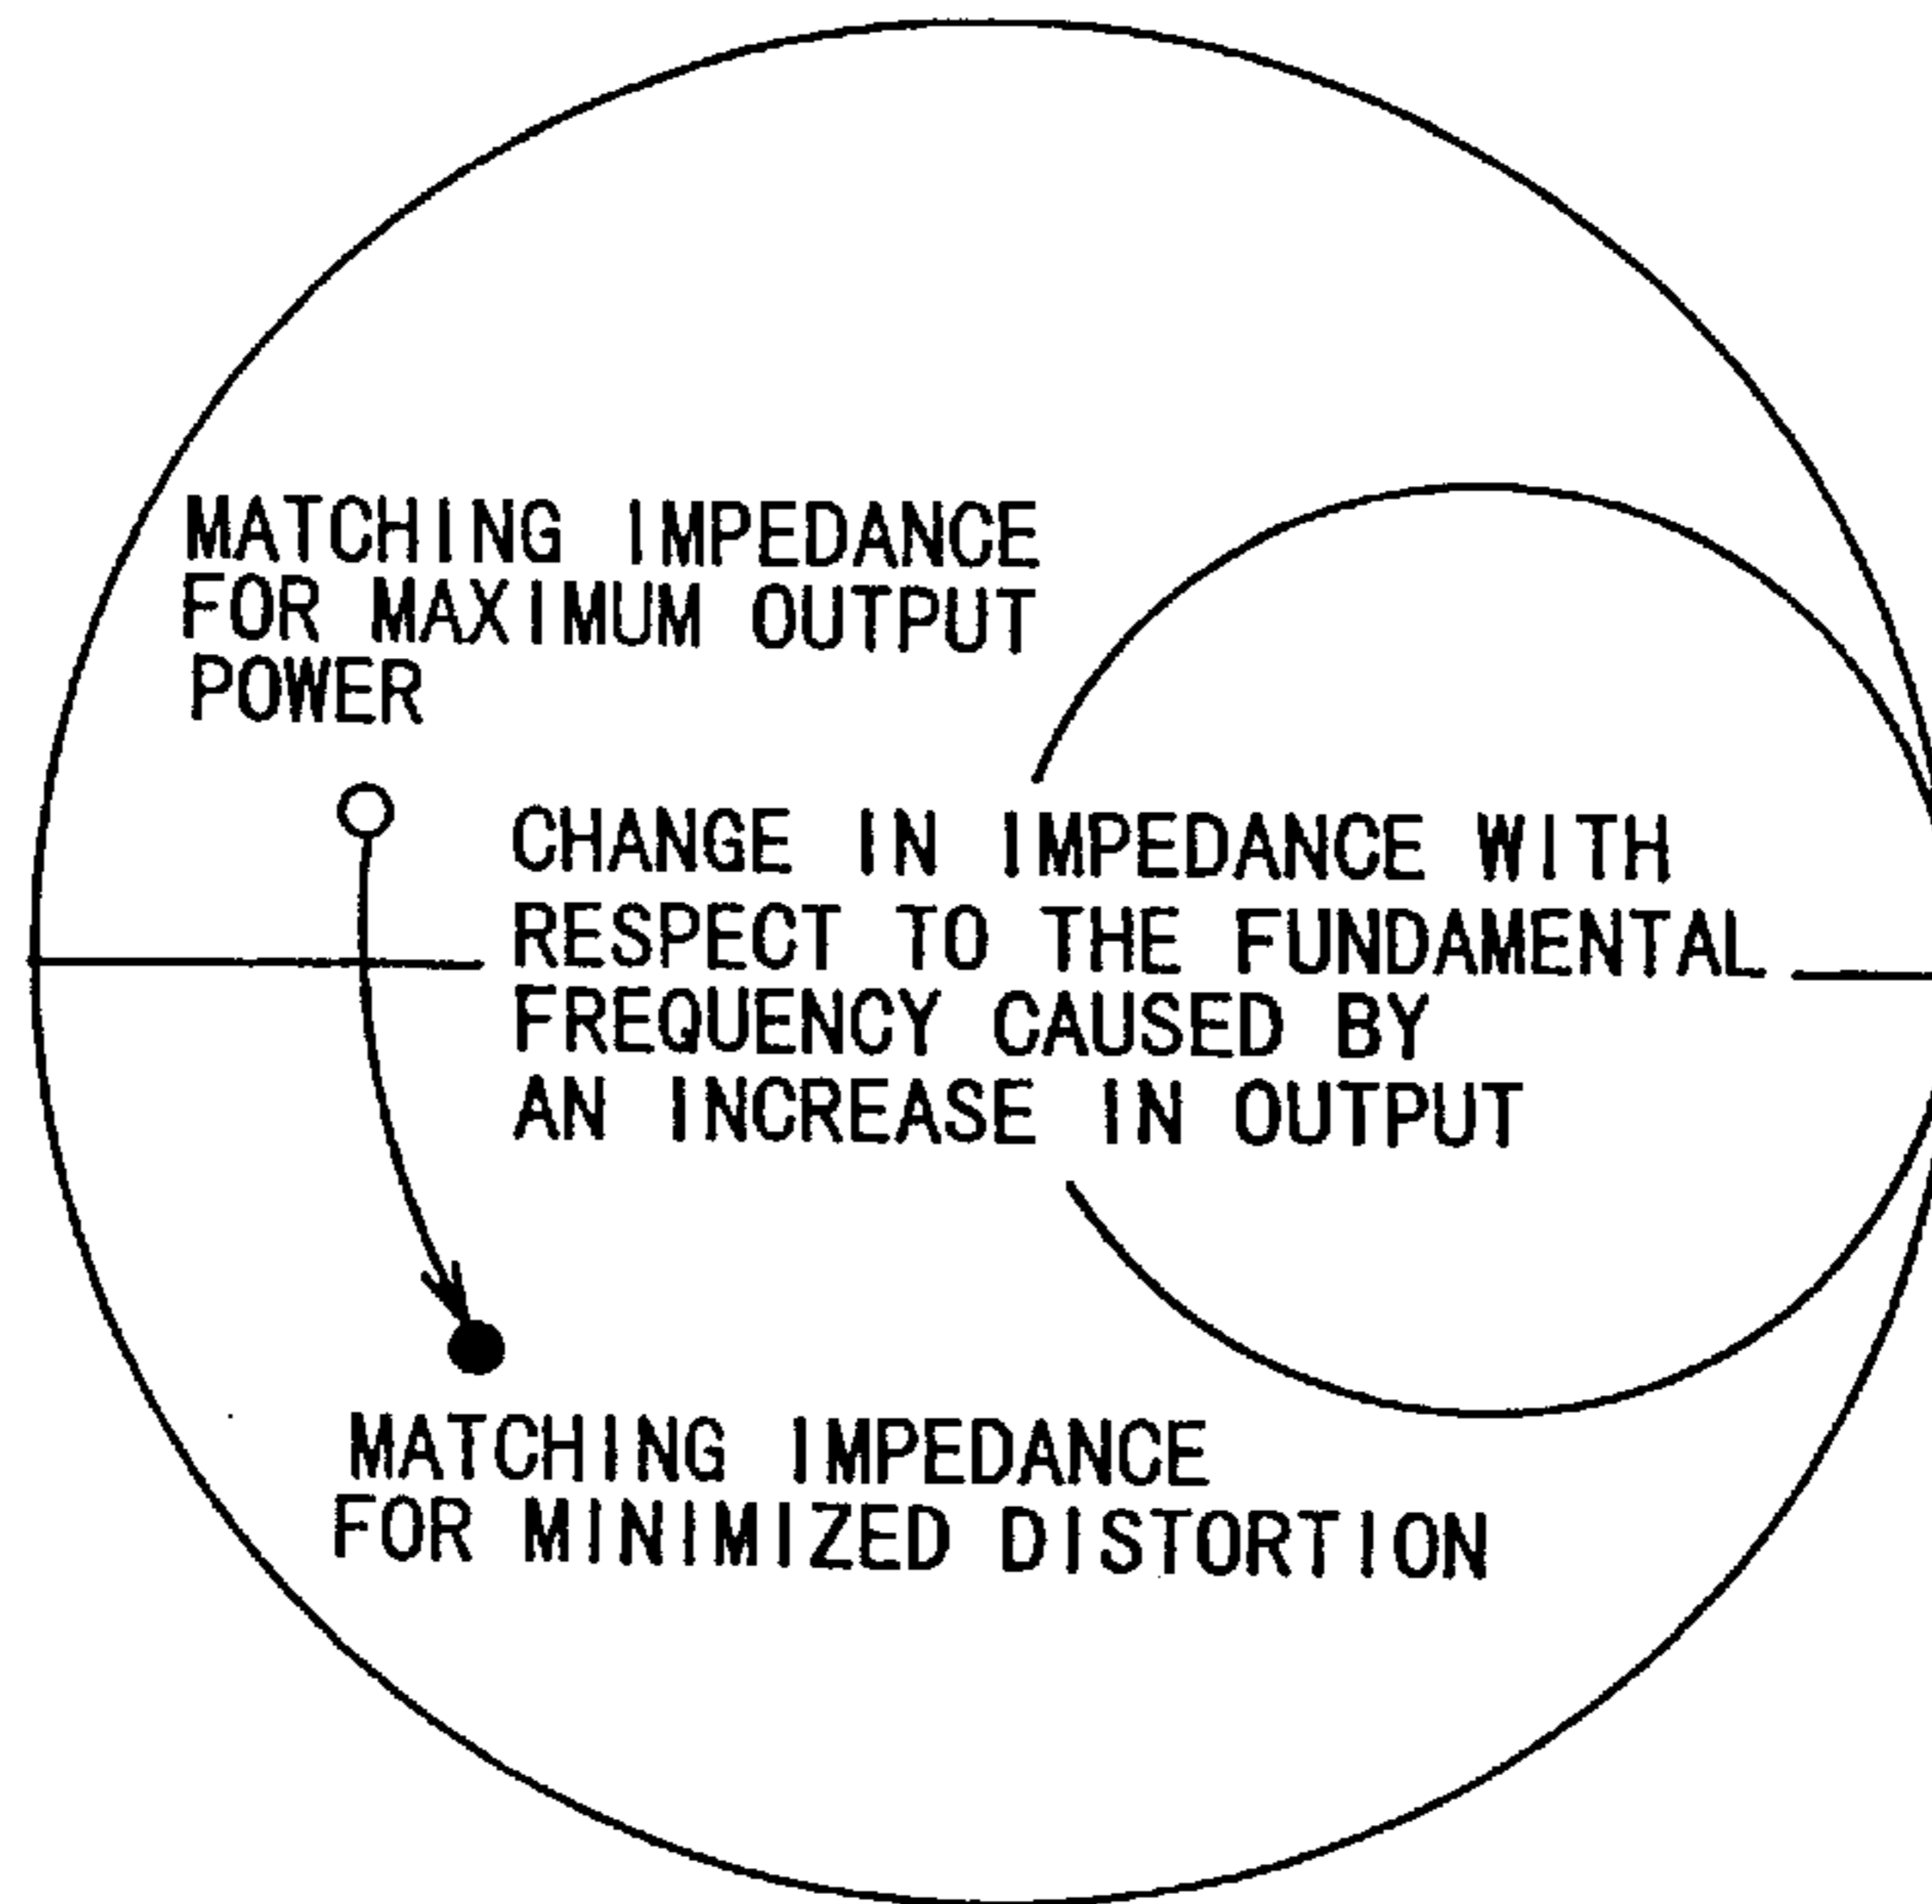 MATCHING IMPEDANCE
FOR MAXIMUM OUTPUT
POWER
CHANGE IN IMPEDANCE WITH
RESPECT TO THE FUNDAMENTAL
FREQUENCY CAUSED BY
AN INCREASE IN OUTPUT
MATCHING IMPEDANCE
FOR MINIMIZED DISTORTION